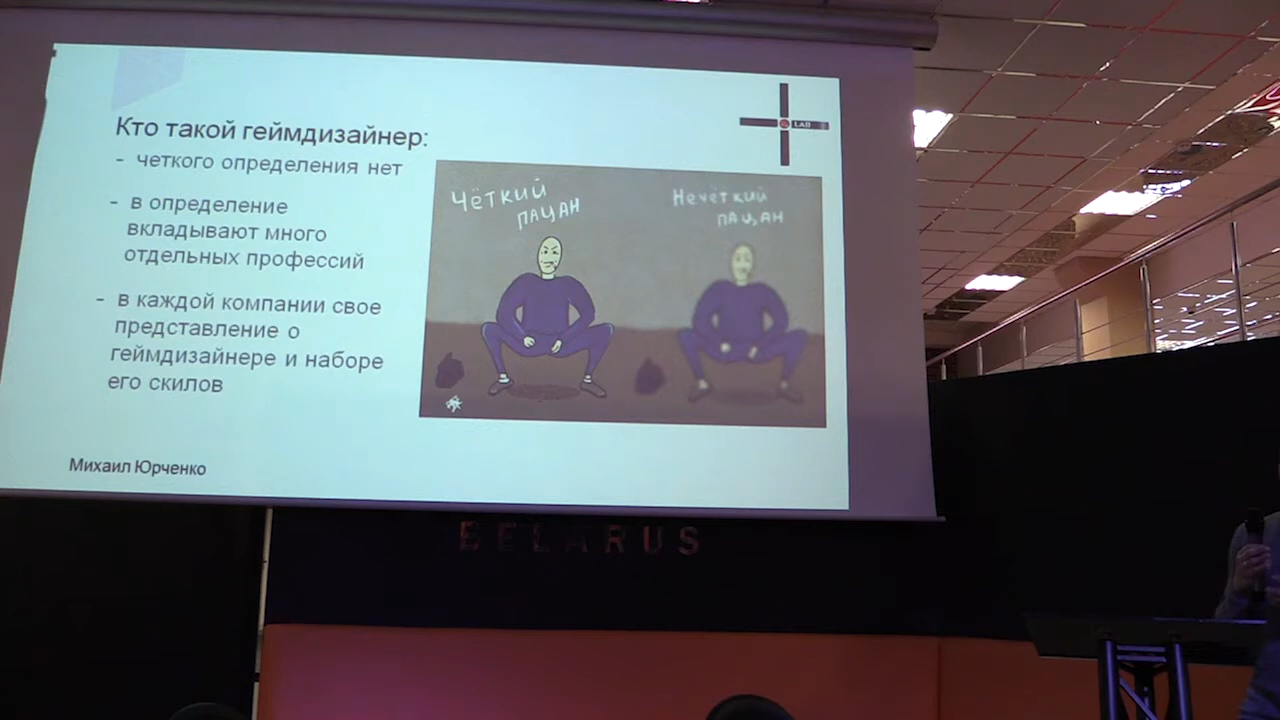 Кто такой геймдизайнер:
- четкого определения нет
- в определение
вкладывают много
отдельных профессий
- в каждой компании свое
представление о
геймдизайнере и наборе
его скилов
Чёткий
пацан
Нечёткий
пацан
LAB
Михаил Юрченко
BELARUS